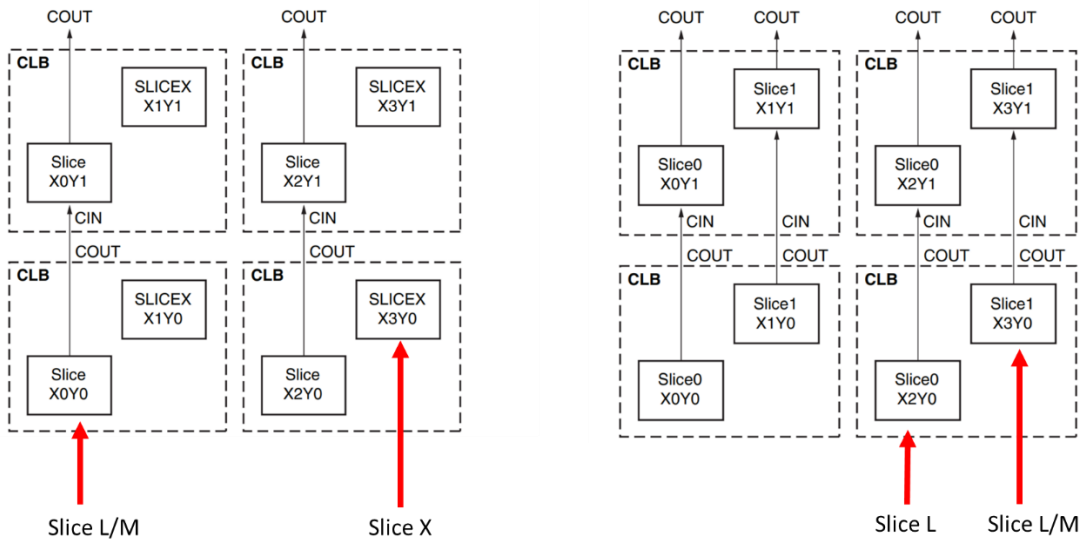 COUT
COUT
CLB
SLICEX
X1Y1
Slice
X0Y1
CIN
CLB
SLICEX
X3Y1
Slice
X2Y1
CIN
COUT
CLB
SLICEX
X1Y0
Slice
X0Y0
COUT
CLB
SLICEX
X3Y0
Slice
X2Y0
Slice L/M
Slice X
COUT
COUT
COUT
COUT
CLB
Slice1
X1Y1
Slice0
X0Y1
CIN
CIN
CLB
Slice1
X3Y1
Slice0
X2Y1
CIN
CIN
COUT
COUT
CLB
Slice1
X1Y0
Slice0
X0Y0
COUT
COUT
CLB
Slice1
X3Y0
Slice0
X2Y0
Slice L
Slice L/M